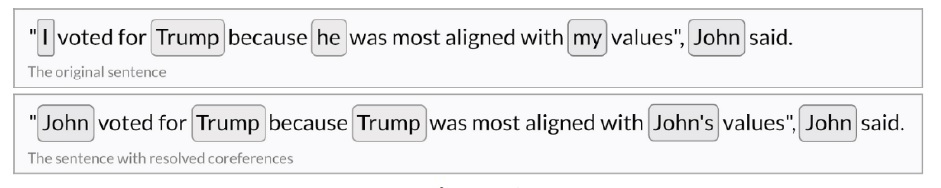 "I voted for Trump because he was most aligned with my values", John said.
The original sentence
"John voted for Trump because Trump was most aligned with John's values", John said.
The sentence with resolved coreferences